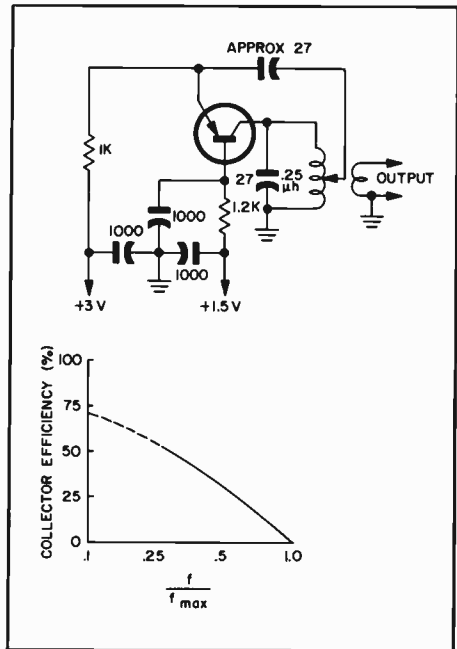 APPROX 27
1K
27
.25
μh
OUTPUT
1000
1.2K
1000
1000
+3 V
+1.5V
COLLECTOR EFFICIENCY (%)
100
75
50
25
0
.1
.25
.5
1.0
f
f max